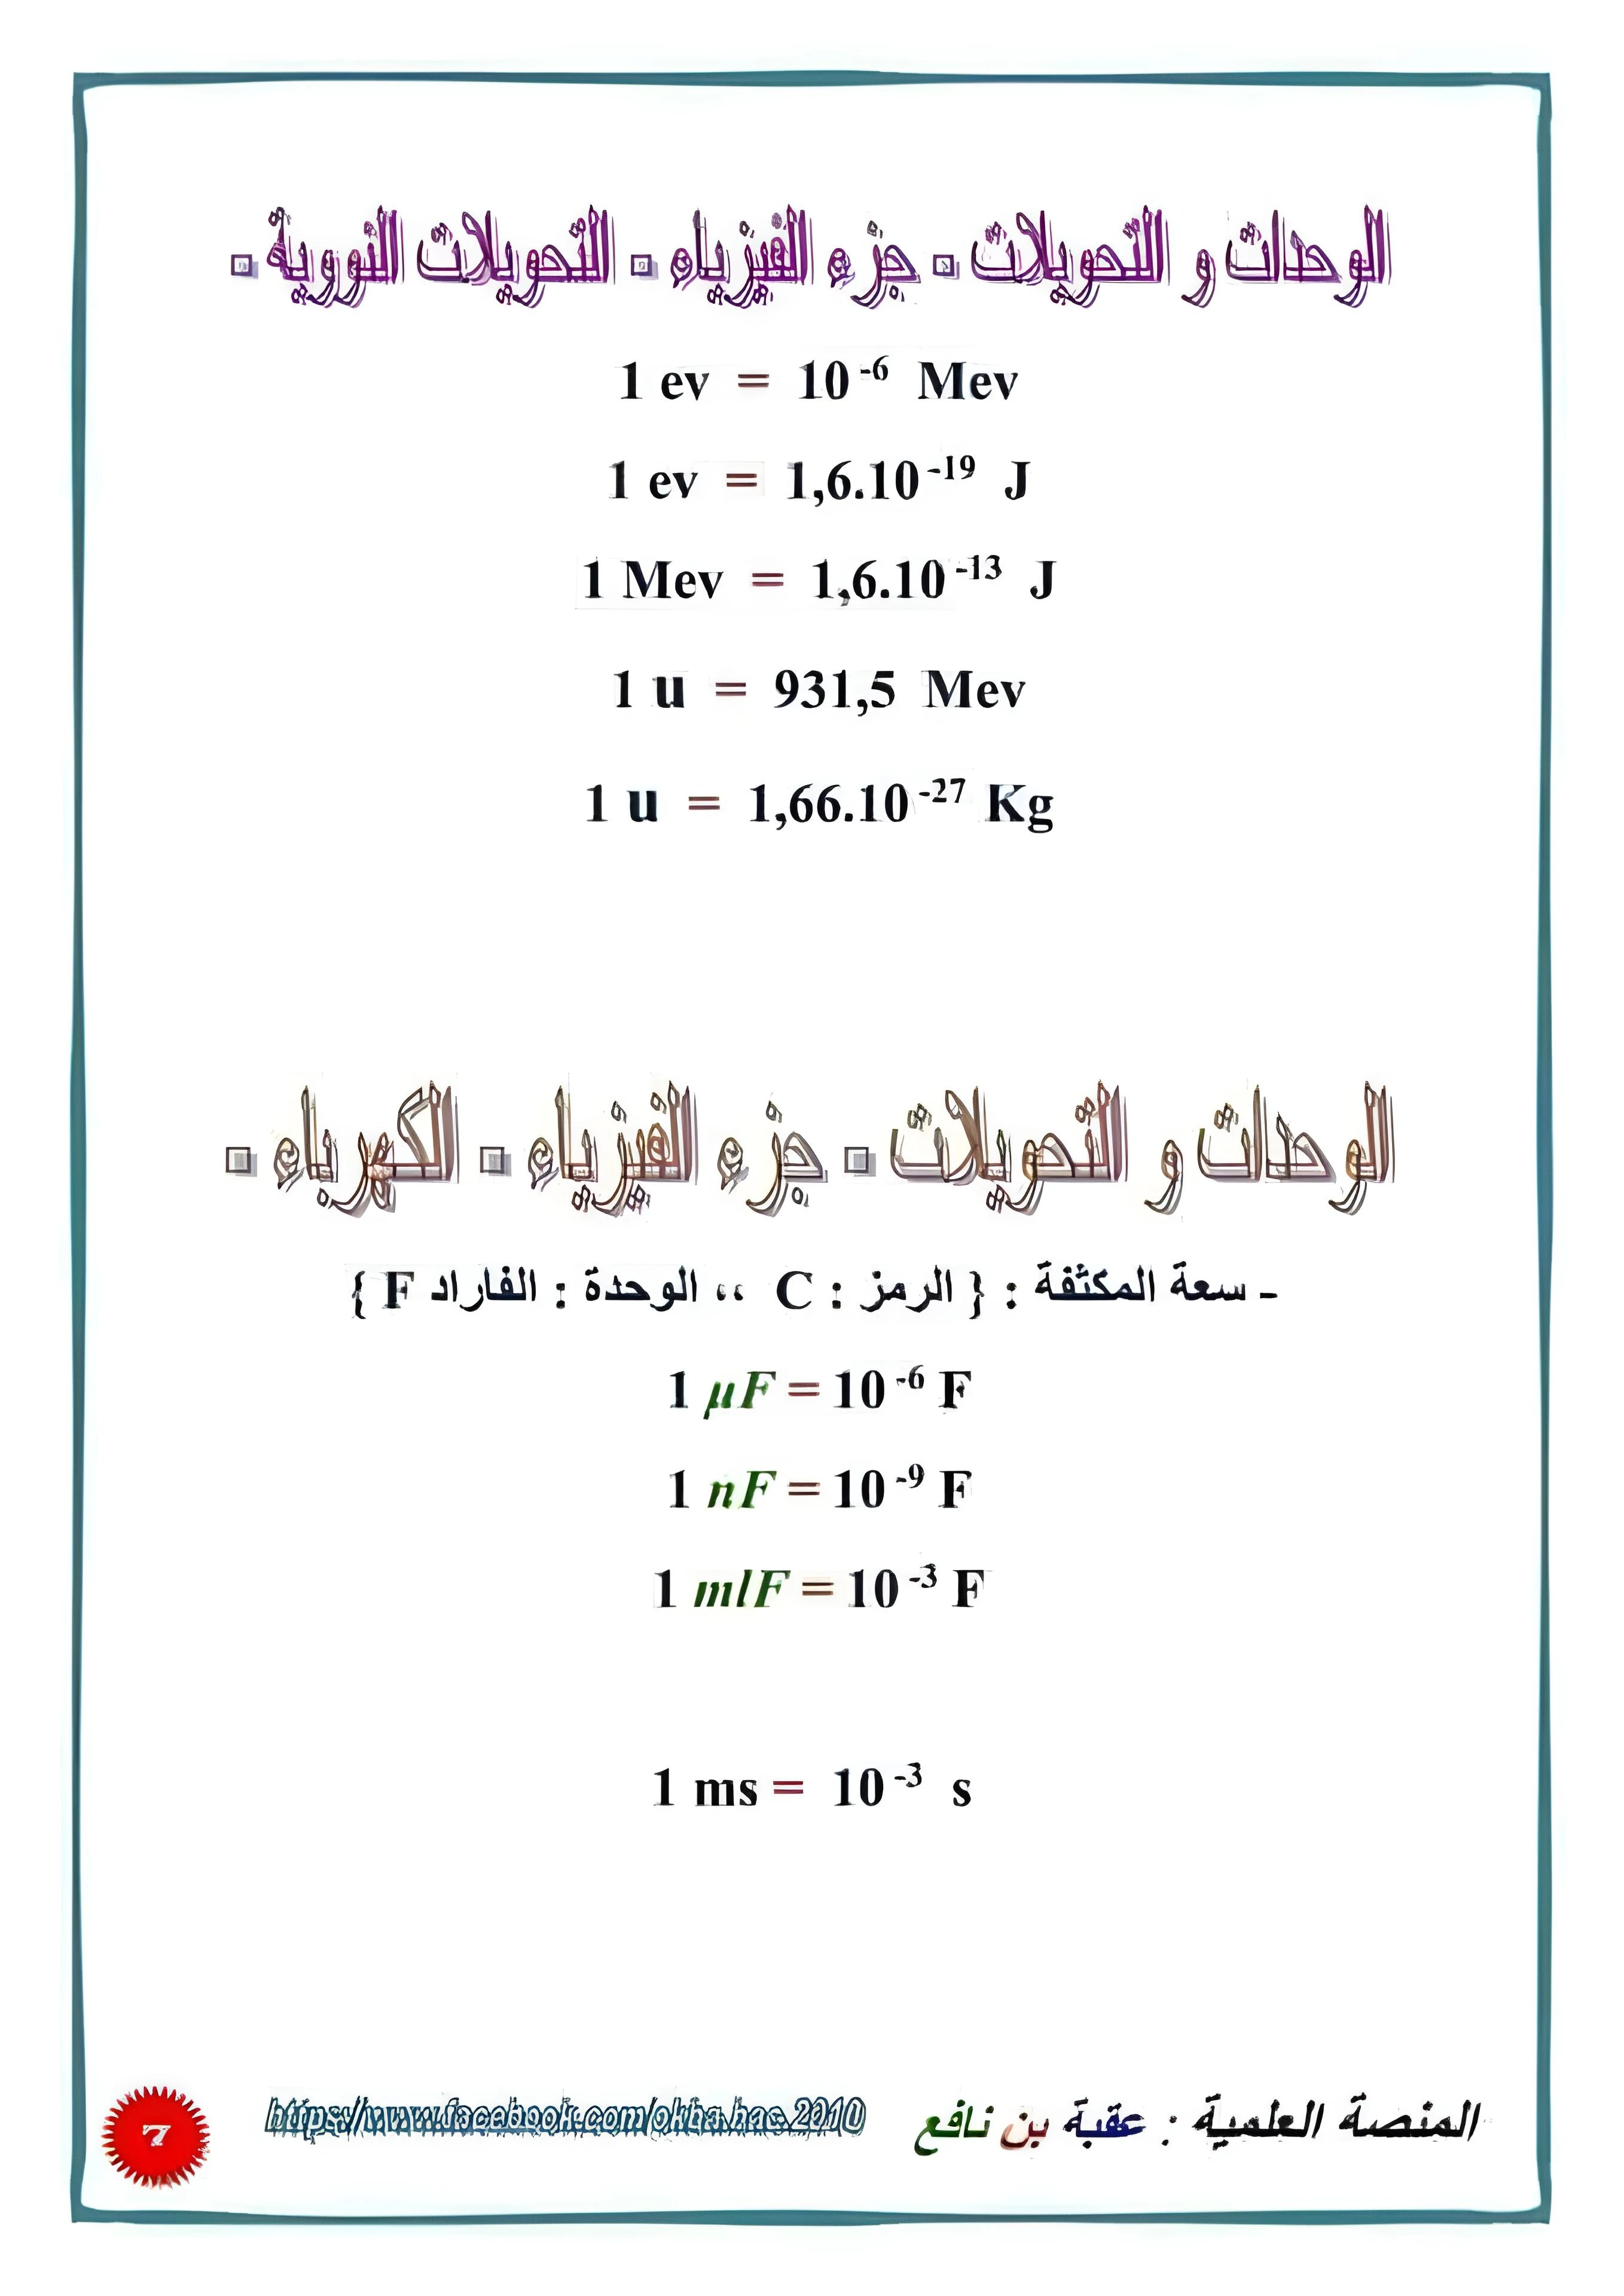 الوحدات و التحويلات - جزء الفيزياء - التحويلات النووية -
1 ev = 10⁻⁶ Mev
1 ev = 1,6.10⁻¹⁹ J
1 Mev = 1,6.10⁻¹³ J
1 u = 931,5 Mev
1 u = 1,66.10⁻²⁷ Kg
الوحدات و التحويلات - جزء الفيزياء - الكهرباء -
- سعة المكثفة : { الرمز : C ،، الوحدة : الفاراد F }
1 μF = 10⁻⁶ F
1 nF = 10⁻⁹ F
1 mlF = 10⁻³ F
1 ms = 10⁻³ s
المنصة العلمية : عقبة بن نافع https://www.facebook.com/okba.bac.2010 7